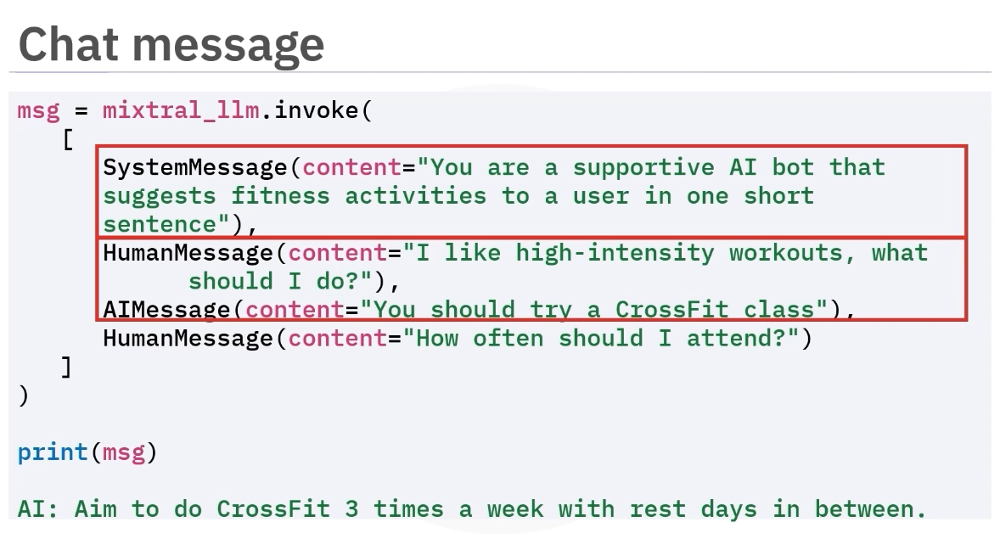 Chat message
msg = mixtral_llm.invoke(
[
SystemMessage(content="You are a supportive AI bot that
suggests fitness activities to a user in one short
sentence"),
HumanMessage(content="I like high-intensity workouts, what
should I do?"),
AIMessage(content="You should try a CrossFit class"),
HumanMessage(content="How often should I attend?")
]
)
print(msg)
AI: Aim to do CrossFit 3 times a week with rest days in between.